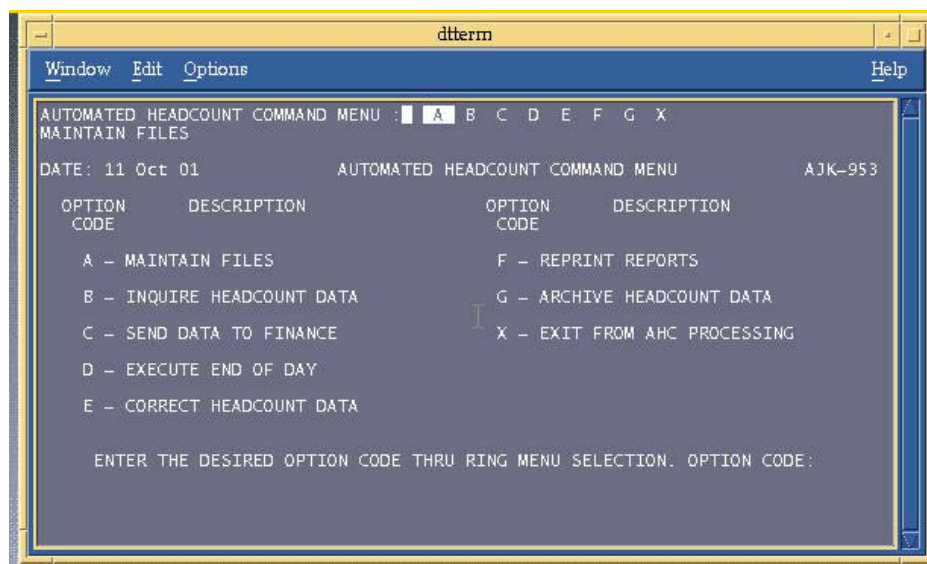 dtterm
Window Edit Options Help
AUTOMATED HEADCOUNT COMMAND MENU : A B C D E F G X
MAINTAIN FILES
DATE: 11 Oct 01 AUTOMATED HEADCOUNT COMMAND MENU AJK-953
OPTION DESCRIPTION OPTION DESCRIPTION
CODE CODE
A - MAINTAIN FILES F - REPRINT REPORTS
B - INQUIRE HEADCOUNT DATA G - ARCHIVE HEADCOUNT DATA
C - SEND DATA TO FINANCE X - EXIT FROM AHC PROCESSING
D - EXECUTE END OF DAY
E - CORRECT HEADCOUNT DATA
ENTER THE DESIRED OPTION CODE THRU RING MENU SELECTION. OPTION CODE: